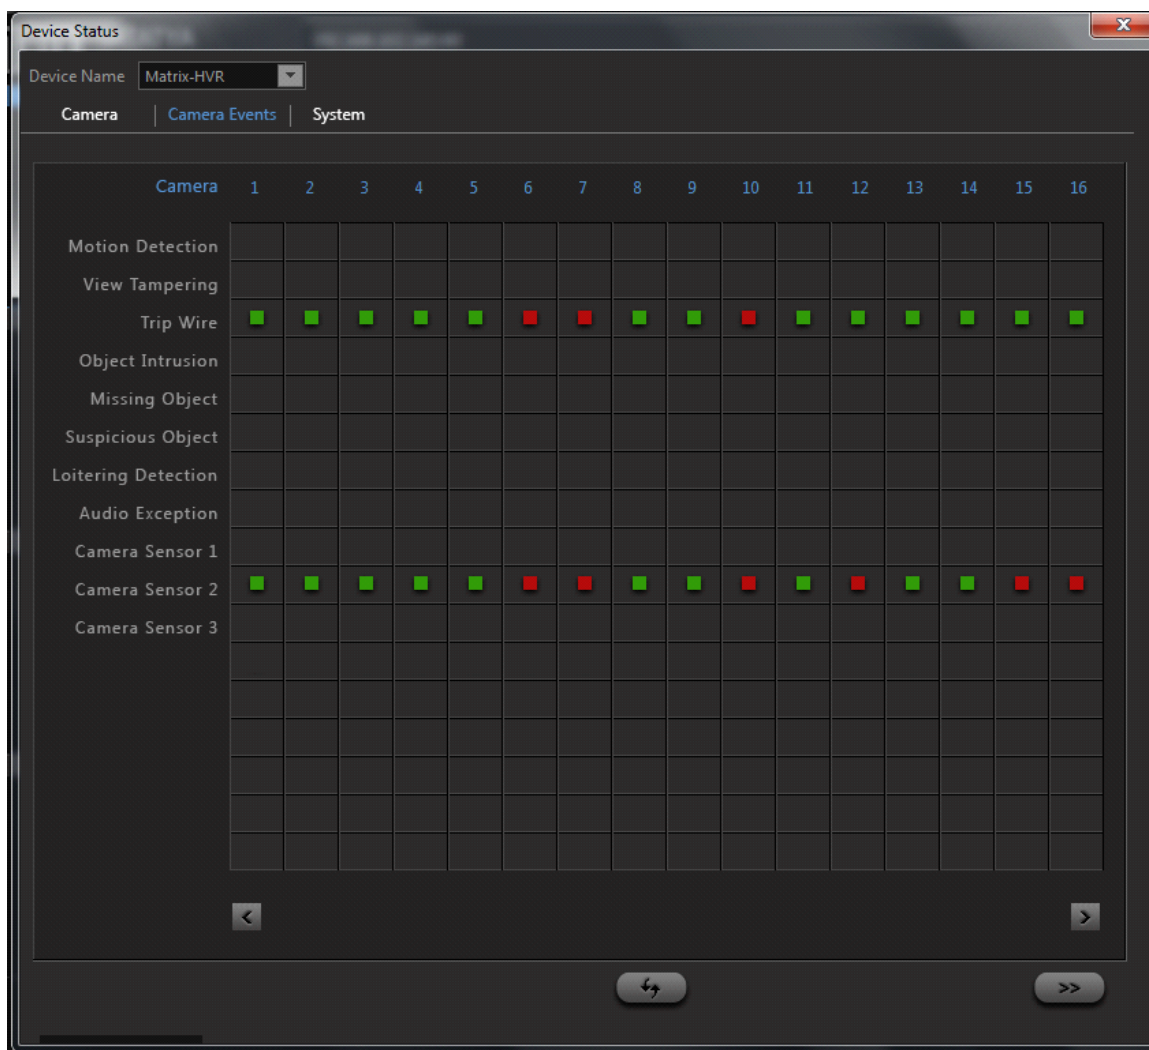 Device Status
X
Device Name Matrix-HVR
Camera | Camera Events | System
Camera 1 2 3 4 5 6 7 8 9 10 11 12 13 14 15 16
Motion Detection
View Tampering
Trip Wire
Object Intrusion
Missing Object
Suspicious Object
Loitering Detection
Audio Exception
Camera Sensor 1
Camera Sensor 2
Camera Sensor 3
< >
>>